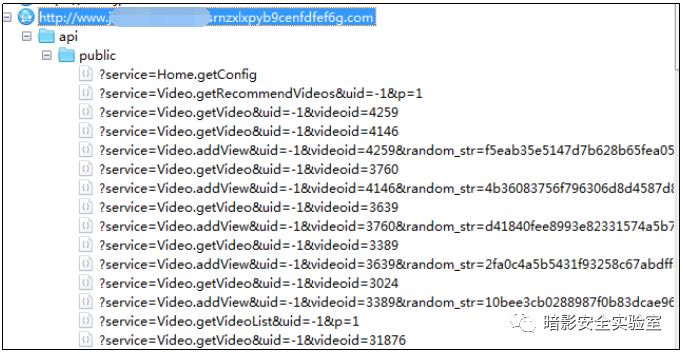 http://www.j srnzxlxpyb9cenfdfef6g.com
api
public
?service=Home.getConfig
?service=Video.getRecommendVideos&uid=-1&p=1
?service=Video.getVideo&uid=-1&videoid=4259
?service=Video.getVideo&uid=-1&videoid=4146
?service=Video.addView&uid=-1&videoid=4259&random_str=f5eab35e5147d7b628b65fea05
?service=Video.getVideo&uid=-1&videoid=3760
?service=Video.addView&uid=-1&videoid=4146&random_str=4b36083756f796306d8d4587d8
?service=Video.getVideo&uid=-1&videoid=3639
?service=Video.addView&uid=-1&videoid=3760&random_str=d41840fee8993e82331574a5b7
?service=Video.getVideo&uid=-1&videoid=3389
?service=Video.addView&uid=-1&videoid=3639&random_str=2fa0c4a5b5431f93258c67abdff
?service=Video.getVideo&uid=-1&videoid=3024
?service=Video.addView&uid=-1&videoid=3389&random_str=10bee3cb0288987f0b83dcae96
?service=Video.getVideoList&uid=-1&p=1
?service=Video.getVideo&uid=-1&videoid=31876
暗影安全实验室